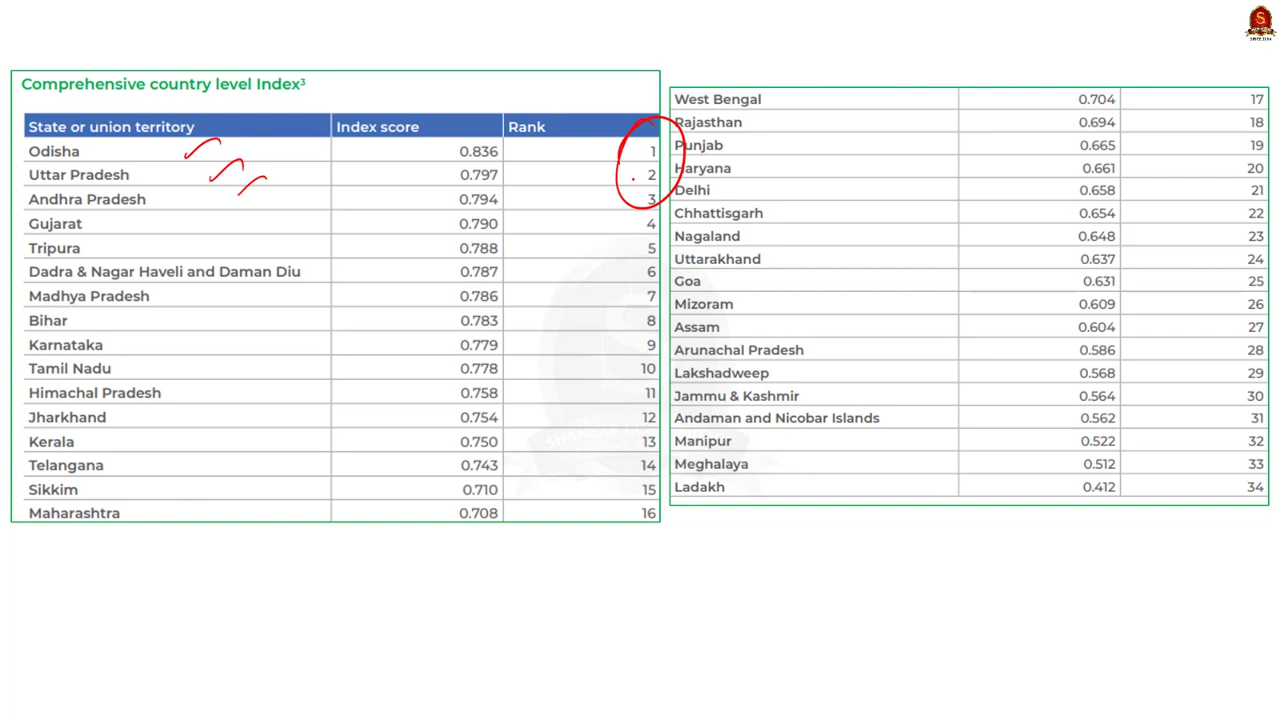 Comprehensive country level Index³
State or union territory Index score Rank
Odisha 0.836 1
Uttar Pradesh 0.797 2
Andhra Pradesh 0.794 3
Gujarat 0.790 4
Tripura 0.788 5
Dadra & Nagar Haveli and Daman Diu 0.787 6
Madhya Pradesh 0.786 7
Bihar 0.783 8
Karnataka 0.779 9
Tamil Nadu 0.778 10
Himachal Pradesh 0.758 11
Jharkhand 0.754 12
Kerala 0.750 13
Telangana 0.743 14
Sikkim 0.710 15
Maharashtra 0.708 16
West Bengal 0.704 17
Rajasthan 0.694 18
Punjab 0.665 19
Haryana 0.661 20
Delhi 0.658 21
Chhattisgarh 0.654 22
Nagaland 0.648 23
Uttarakhand 0.637 24
Goa 0.631 25
Mizoram 0.609 26
Assam 0.604 27
Arunachal Pradesh 0.586 28
Lakshadweep 0.568 29
Jammu & Kashmir 0.564 30
Andaman and Nicobar Islands 0.562 31
Manipur 0.522 32
Meghalaya 0.512 33
Ladakh 0.412 34